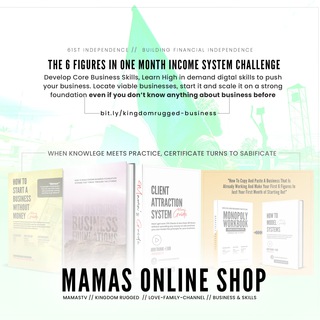 R1ST INDEPENDENCE // BUILDING FINANCIAL INDEPENDENCE
THE 6 FIGURES IN ONE MONTH INCOME SYSTEM CHALLENGE
Develop Core Business Skills, Learn High in demand digtal skills to push
your business. Locate viable businesses, start it and scale it on a strong
foundation even if you don't know anything about business before
bit.ly/kingdomrugged-business
WHEN KNOWLEGE MEETS PRACTICE, CERTIFICATE TURNS TO SABIFICATE
HOW TO
START A
BUSINESS
WITHOUT
MONEY
BUSINESS
CLIENT
ATTRACTION
SYSTEM
"How To Copy And Paste A Business That Is
Already Working And Make Your First 6 Figures In
Just Your First Month of Starting Out"
MONOPOLY
WORKBOOK
HOW
TO MODEL
SYSTEMS
MAMAS ONLINE SHOP
MAMASTV // KINGDOM RUGGED // LOVE-FAMILY-CHANNEL // BUSINESS & SKILLS